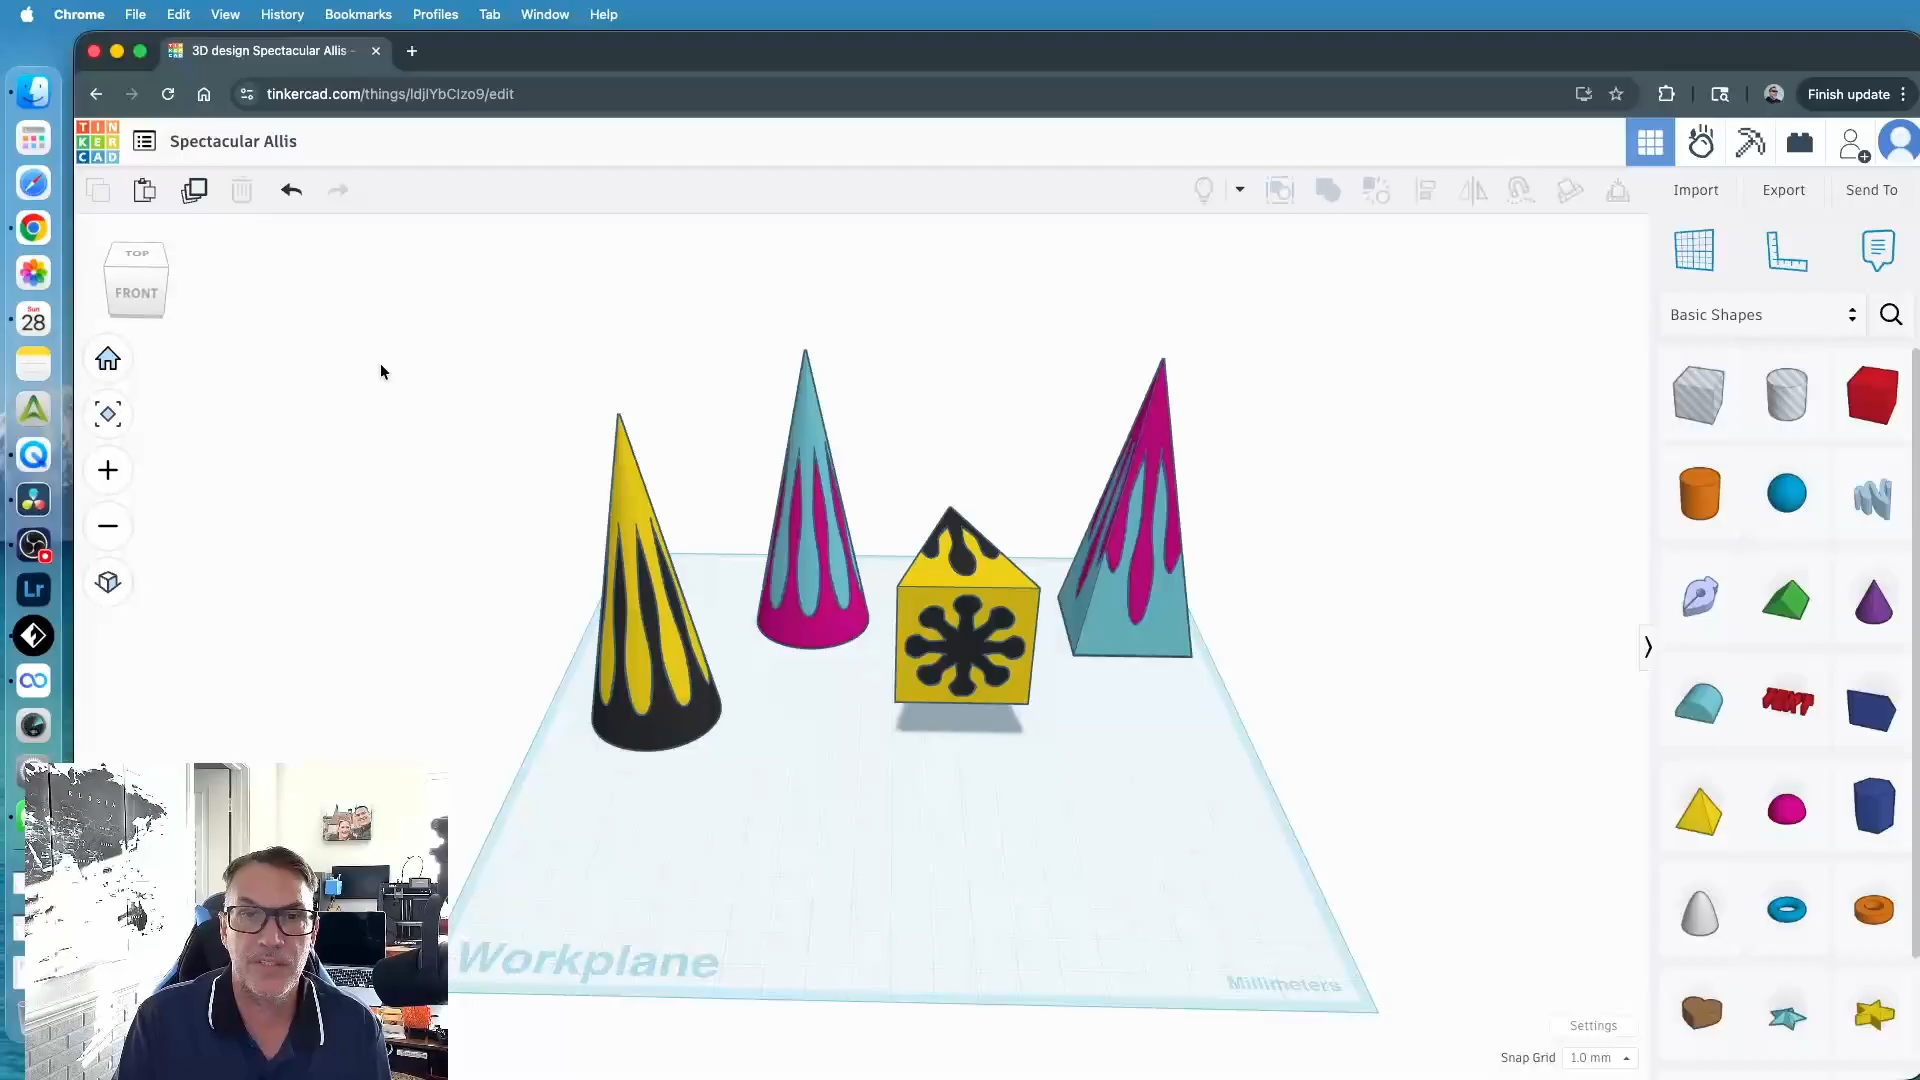 Chrome File Edit View History Bookmarks Profiles Tab Window Help
3D design Spectacular Allis -
tinkercad.com/things/ldjlYbCIzo9/edit
Finish update
TIN
KER
CAD
Spectacular Allis
Import Export Send To
TOP
FRONT
Basic Shapes
Sun
28
Lr
Workplane
Millimeters
Settings
Snap Grid 1.0 mm